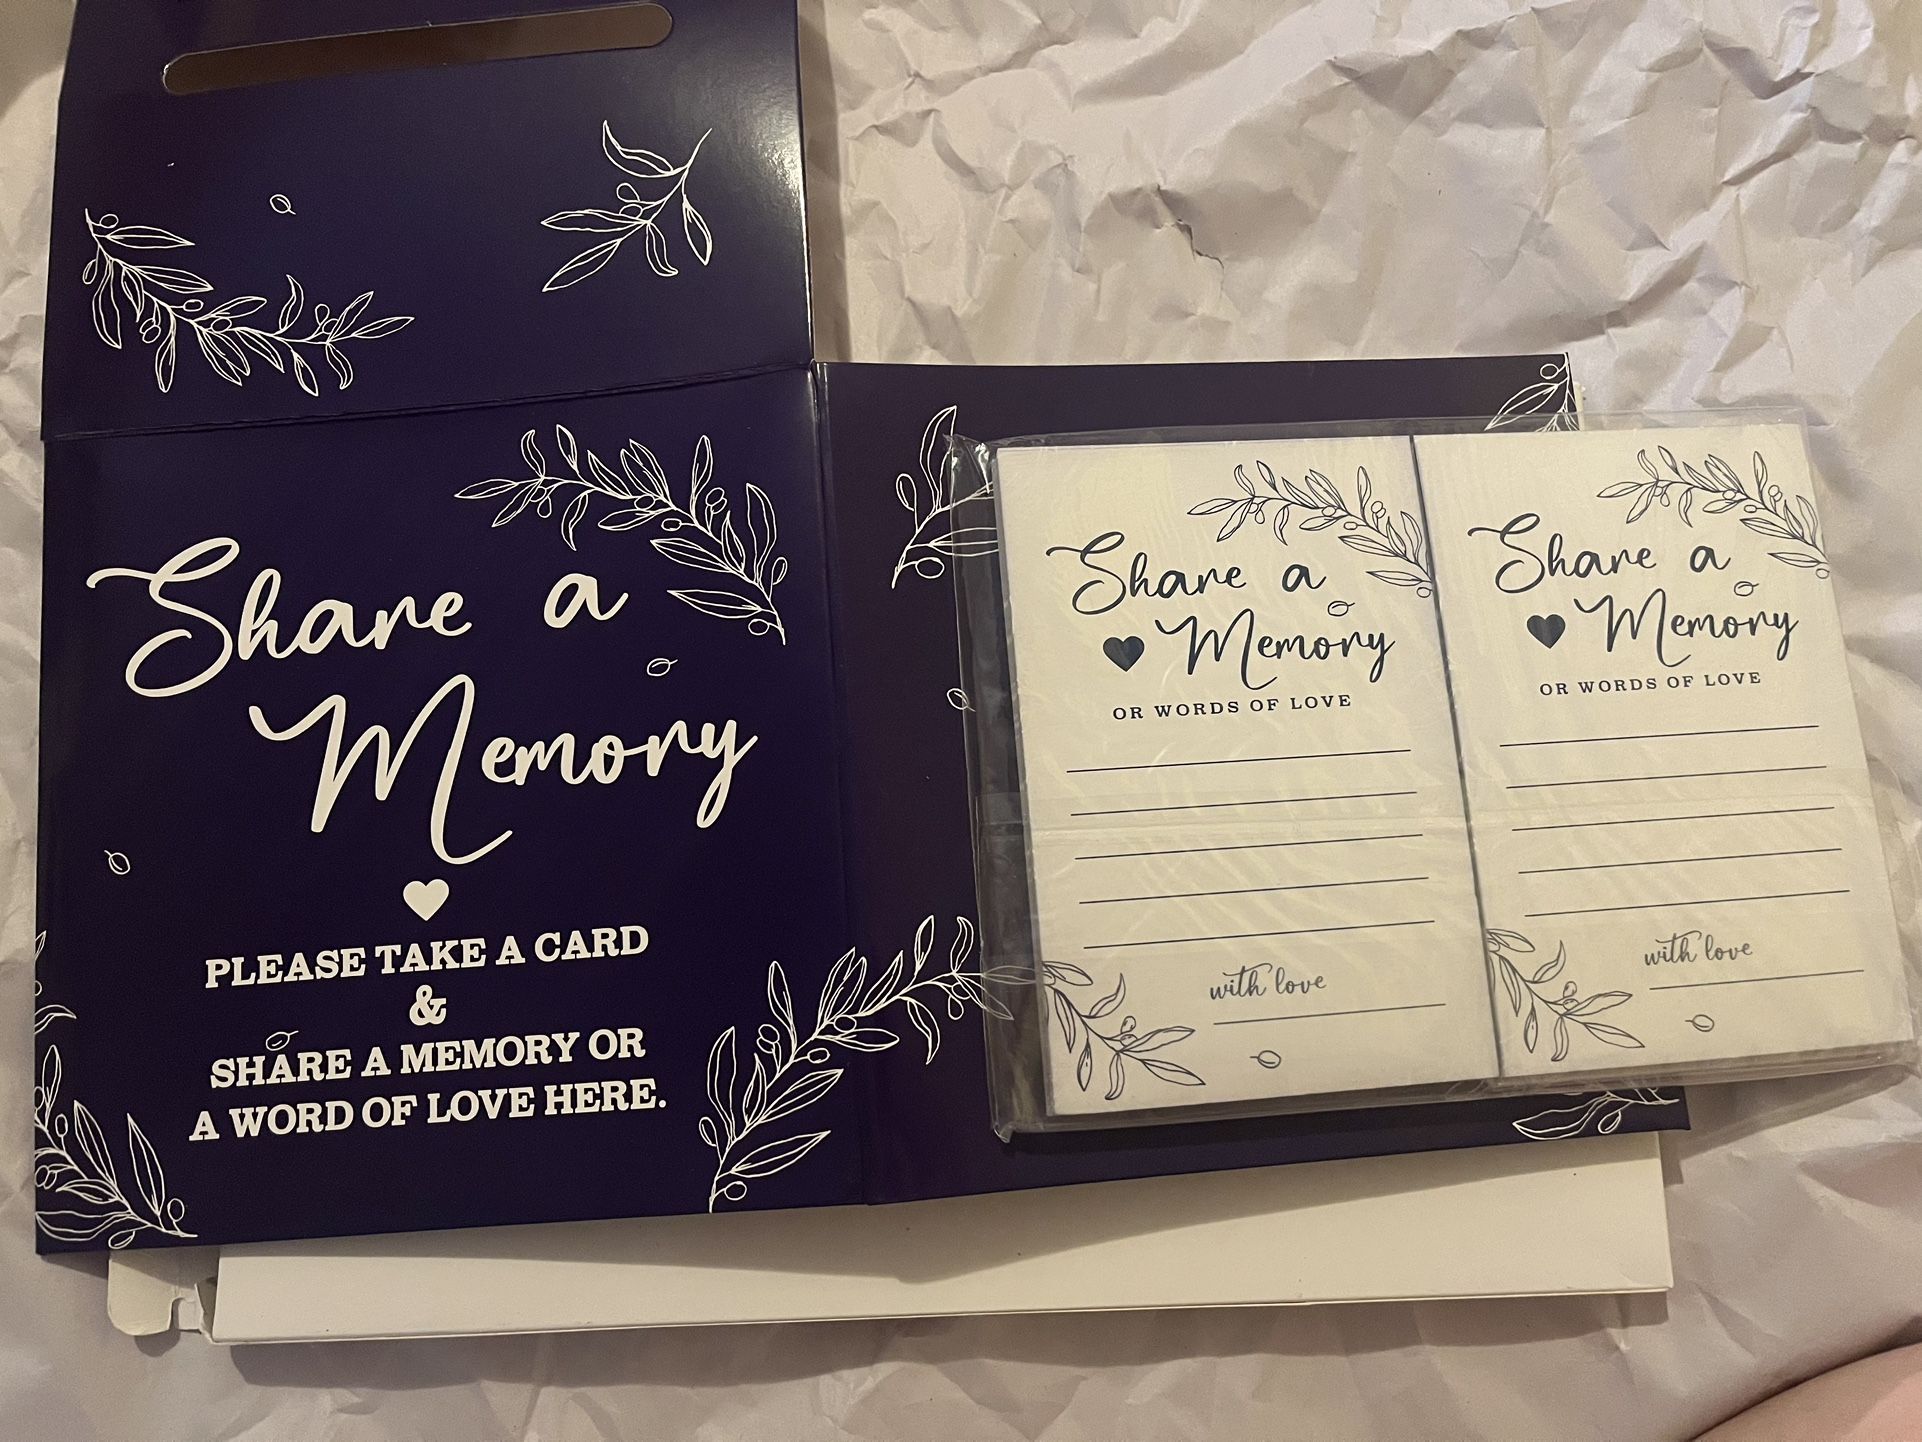 Share a
Memory
PLEASE TAKE A CARD
&
SHARE A MEMORY OR
A WORD OF LOVE HERE.
Share a
Memory
OR WORDS OF LOVE
with love
Share a
Memory
OR WORDS OF LOVE
with love